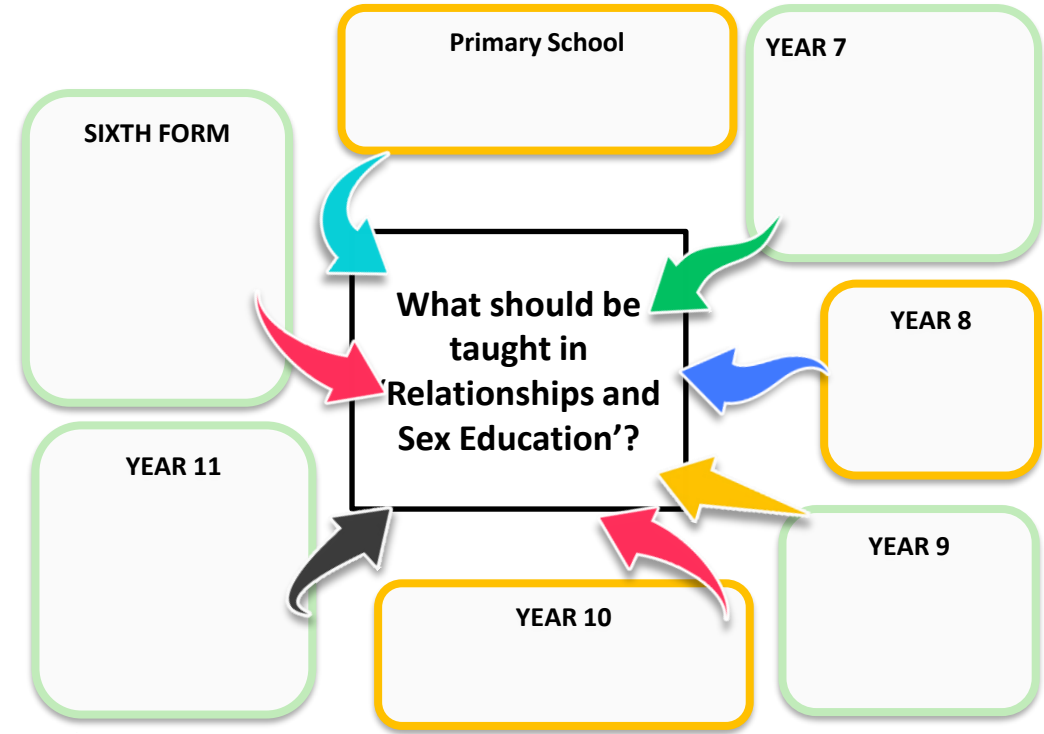 Primary School
YEAR 7
SIXTH FORM
What should be
taught in
‘Relationships and
Sex Education’?
YEAR 8
YEAR 11
YEAR 9
YEAR 10